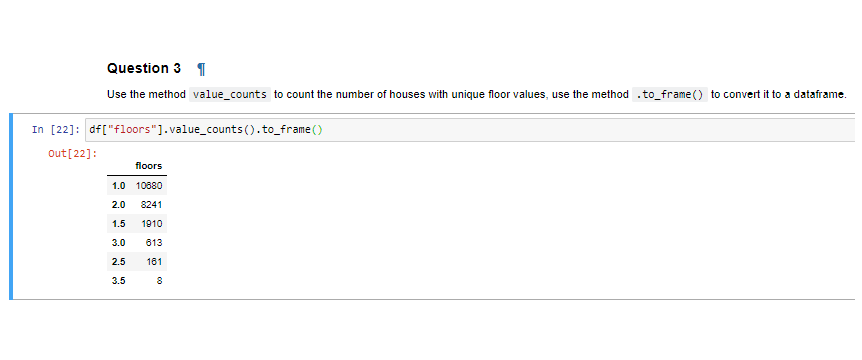 Question 3 ¶
Use the method value_counts to count the number of houses with unique floor values, use the method .to_frame() to convert it to a dataframe.
In [22]: df["floors"].value_counts().to_frame()
Out[22]:
floors
1.0 10680
2.0 8241
1.5 1910
3.0 613
2.5 161
3.5 8